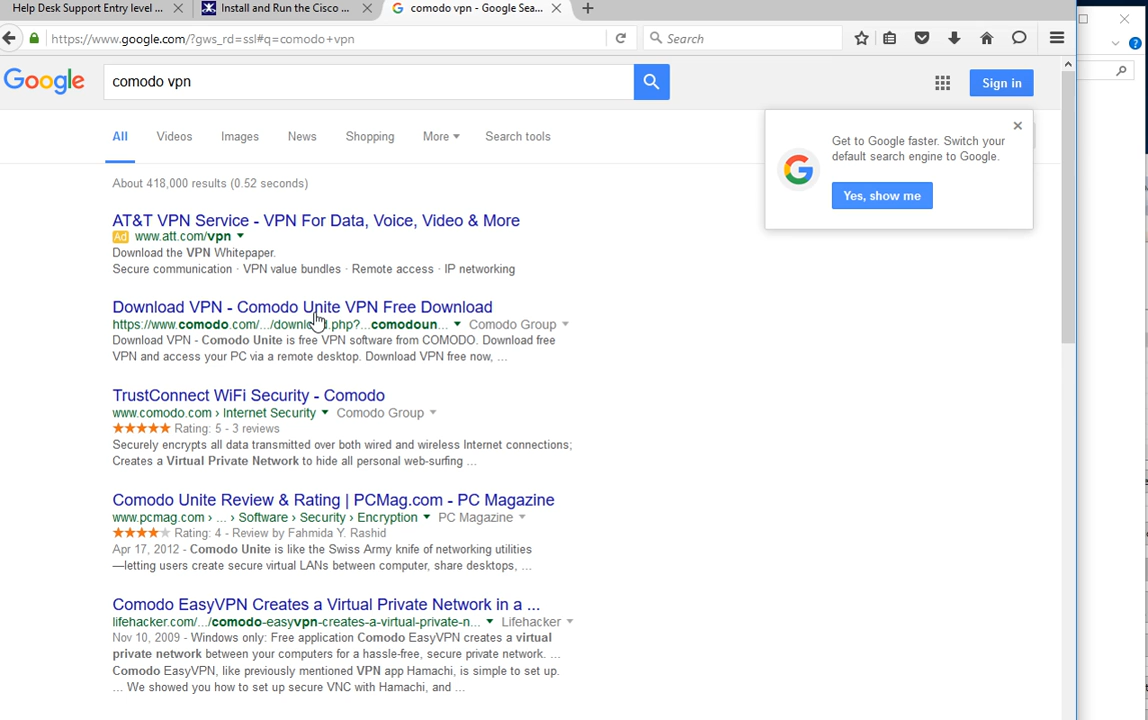 Help Desk Support Entry level ...
Install and Run the Cisco ...
comodo vpn - Google Sea...
https://www.google.com/?gws_rd=ssl#q=comodo+vpn
Search
Google
comodo vpn
Sign in
All
Videos
Images
News
Shopping
More
Search tools
Get to Google faster. Switch your
default search engine to Google.
Yes, show me
About 418,000 results (0.52 seconds)
AT&T VPN Service - VPN For Data, Voice, Video & More
Ad www.att.com/vpn
Download the VPN Whitepaper.
Secure communication · VPN value bundles · Remote access · IP networking
Download VPN - Comodo Unite VPN Free Download
https://www.comodo.com/.../download.php?...comodoun... Comodo Group
Download VPN - Comodo Unite is free VPN software from COMODO. Download free
VPN and access your PC via a remote desktop. Download VPN free now, ...
TrustConnect WiFi Security - Comodo
www.comodo.com › Internet Security Comodo Group
Rating: 5 - 3 reviews
Securely encrypts all data transmitted over both wired and wireless Internet connections;
Creates a Virtual Private Network to hide all personal web-surfing ...
Comodo Unite Review & Rating | PCMag.com - PC Magazine
www.pcmag.com › ... › Software › Security › Encryption PC Magazine
Rating: 4 - Review by Fahmida Y. Rashid
Apr 17, 2012 - Comodo Unite is like the Swiss Army knife of networking utilities
—letting users create secure virtual LANs between computer, share desktops, ...
Comodo EasyVPN Creates a Virtual Private Network in a ...
lifehacker.com/.../comodo-easyvpn-creates-a-virtual-private-n... Lifehacker
Nov 10, 2009 - Windows only: Free application Comodo EasyVPN creates a virtual
private network between your computers for a hassle-free, secure private network. ...
Comodo EasyVPN, like previously mentioned VPN app Hamachi, is simple to set up.
... We showed you how to set up secure VNC with Hamachi, and ...